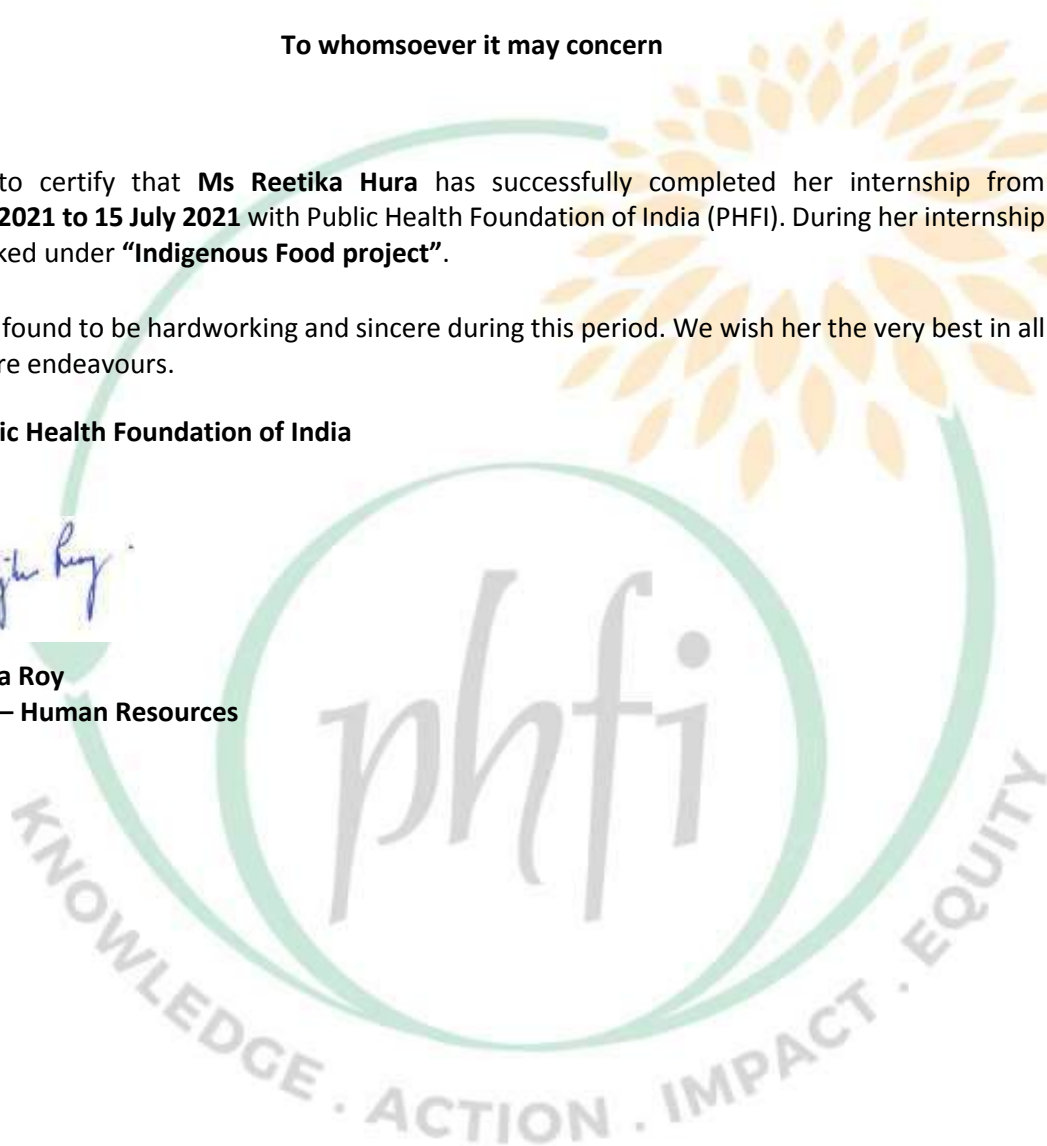 To whomsoever it may concern
to certify that Ms Reetika Hura has successfully completed her internship from
2021 to 15 July 2021 with Public Health Foundation of India (PHFI). During her internship
ked under “Indigenous Food project”.
found to be hardworking and sincere during this period. We wish her the very best in all
re endeavours.
ic Health Foundation of India
a Roy
– Human Resources
phfi
KNOWLEDGE . ACTION . IMPACT . EQUITY